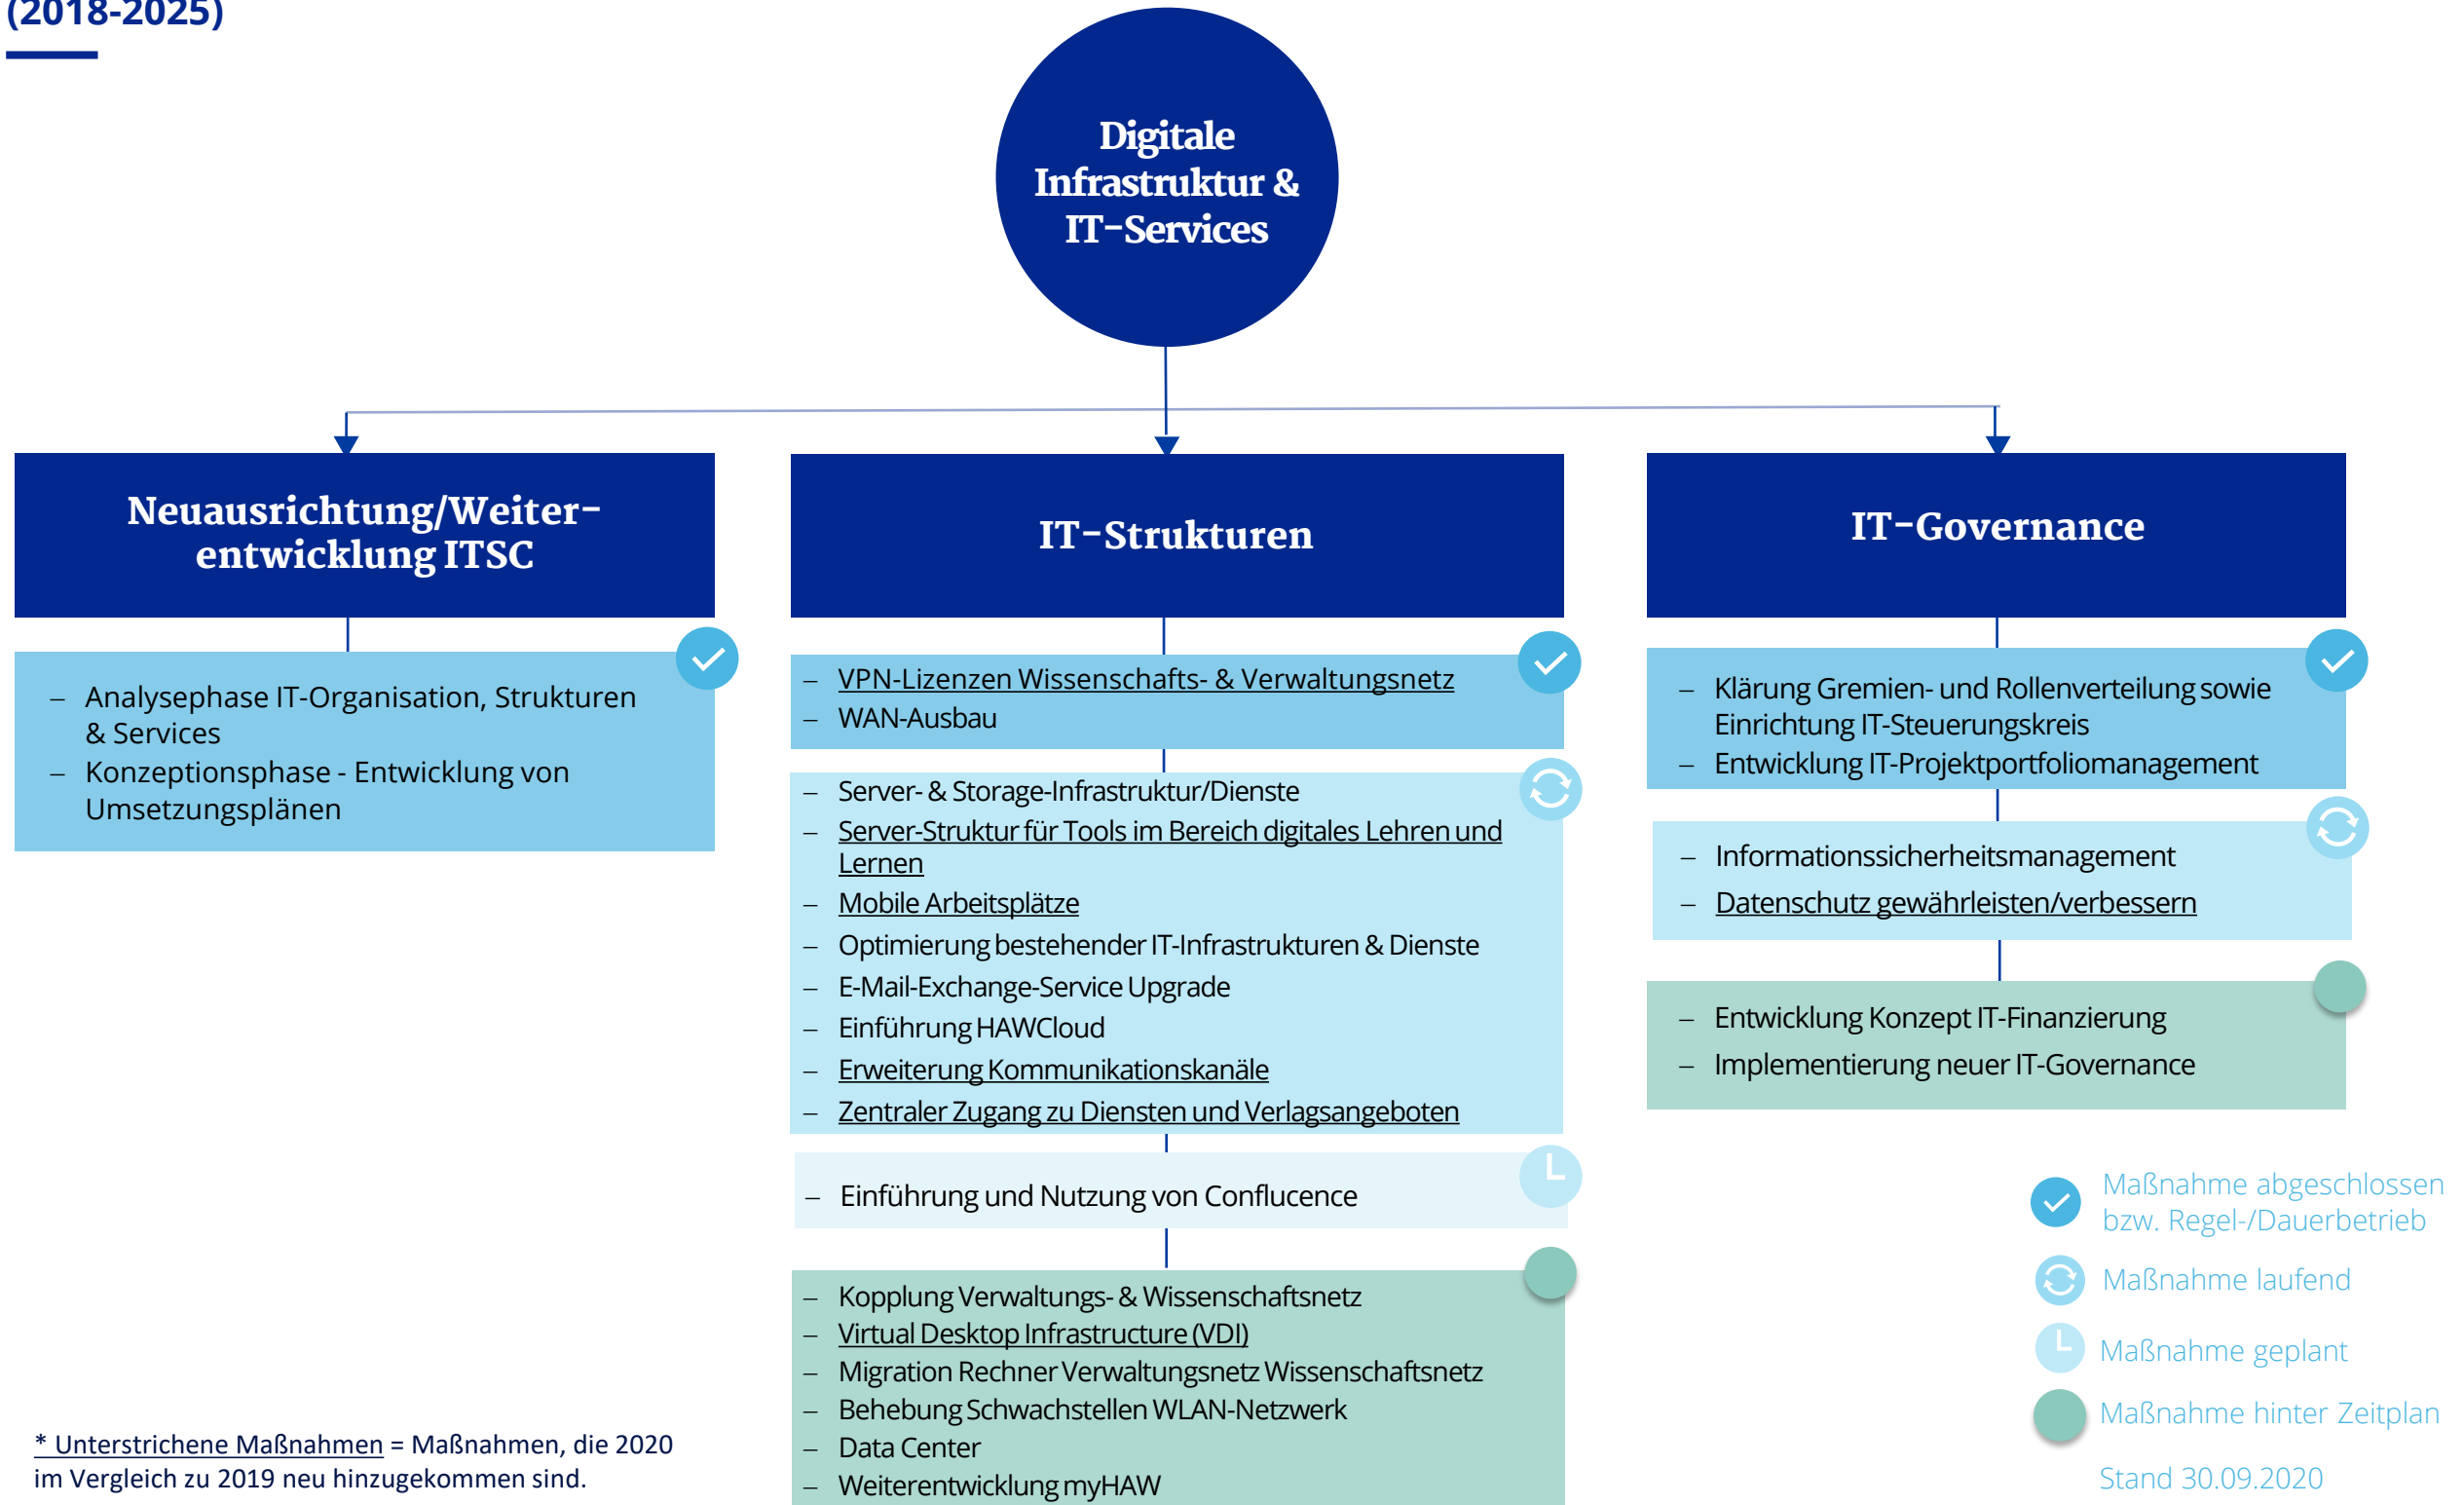 (2018-2025)
Digitale
Infrastruktur &
IT-Services
Neuausrichtung/Weiter-
entwicklung ITSC
– Analysephase IT-Organisation, Strukturen
& Services
– Konzeptionsphase - Entwicklung von
Umsetzungsplänen
IT-Strukturen
– VPN-Lizenzen Wissenschafts- & Verwaltungsnetz
– WAN-Ausbau
– Server- & Storage-Infrastruktur/Dienste
– Server-Struktur für Tools im Bereich digitales Lehren und
Lernen
– Mobile Arbeitsplätze
– Optimierung bestehender IT-Infrastrukturen & Dienste
– E-Mail-Exchange-Service Upgrade
– Einführung HAWCloud
– Erweiterung Kommunikationskanäle
– Zentraler Zugang zu Diensten und Verlagsangeboten
– Einführung und Nutzung von Conflucence
– Kopplung Verwaltungs- & Wissenschaftsnetz
– Virtual Desktop Infrastructure (VDI)
– Migration Rechner Verwaltungsnetz Wissenschaftsnetz
– Behebung Schwachstellen WLAN-Netzwerk
– Data Center
– Weiterentwicklung myHAW
IT-Governance
– Klärung Gremien- und Rollenverteilung sowie
Einrichtung IT-Steuerungskreis
– Entwicklung IT-Projektportfoliomanagement
– Informationssicherheitsmanagement
– Datenschutz gewährleisten/verbessern
– Entwicklung Konzept IT-Finanzierung
– Implementierung neuer IT-Governance
Maßnahme abgeschlossen
bzw. Regel-/Dauerbetrieb
Maßnahme laufend
Maßnahme geplant
Maßnahme hinter Zeitplan
Stand 30.09.2020
* Unterstrichene Maßnahmen = Maßnahmen, die 2020
im Vergleich zu 2019 neu hinzugekommen sind.